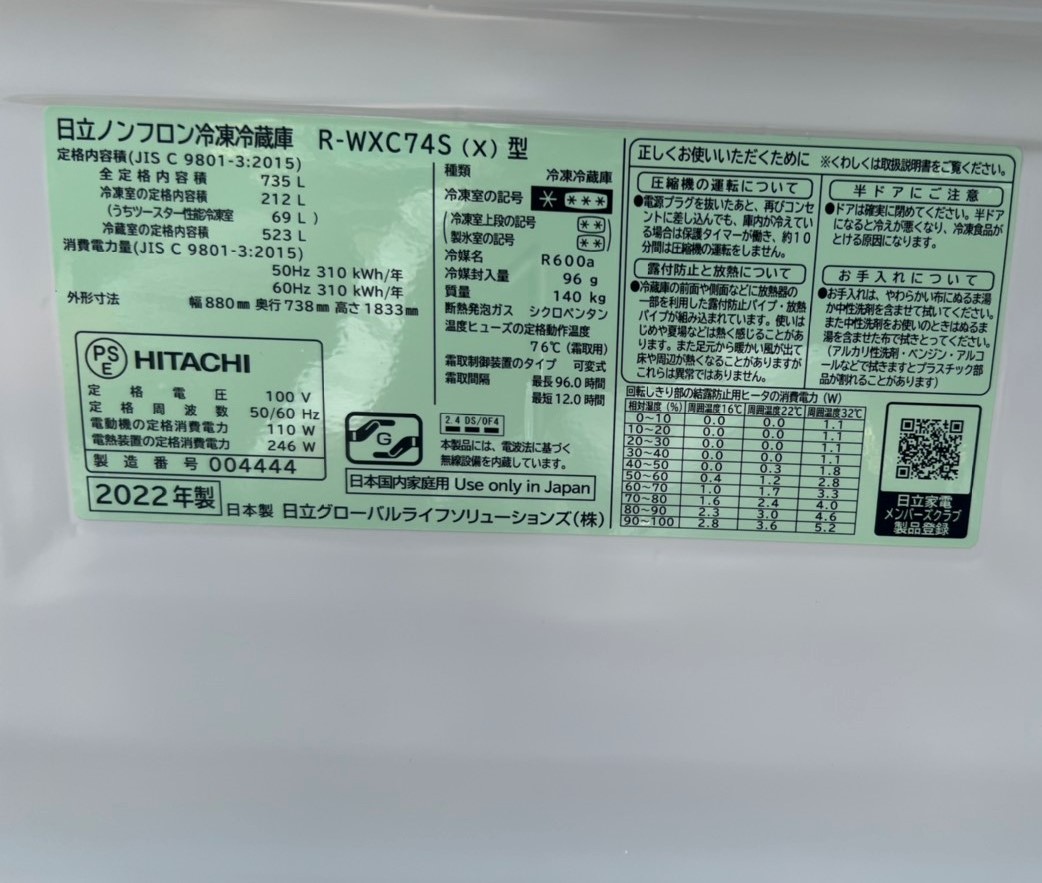 日立ノンフロン冷凍冷蔵庫 R-WXC74S (X) 型
定格内容積(JIS C 9801-3:2015)
全定格内容積 735 L
冷凍室の定格内容積 212 L
(うちツースター性能冷凍室 69 L )
冷蔵室の定格内容積 523 L
消費電力量(JIS C 9801-3:2015)
50Hz 310 kWh/年
60Hz 310 kWh/年
外形寸法 幅 880 mm 奥行 738 mm 高さ 1833 mm
PSE HITACHI
定格電圧 100 V
定格周波数 50/60 Hz
電動機の定格消費電力 110 W
電熱装置の定格消費電力 246 W
製造番号 004444
2022年製 日本製 日立グローバルライフソリューションズ(株)
種類 冷凍冷蔵庫
冷凍室の記号 * ***
(冷凍室上段の記号 **
製氷室の記号 **)
冷媒名 R600a
冷媒封入量 96 g
質量 140 kg
断熱発泡ガス シクロペンタン
温度ヒューズの定格動作温度
76℃(霜取用)
霜取制御装置のタイプ 可変式
霜取間隔 最長 96.0 時間
最短 12.0 時間
G
2.4 DS/OF4
本製品には、電波法に基づく
無線設備を内蔵しています。
日本国内家庭用 Use only in Japan
正しくお使いいただくために ※くわしくは取扱説明書をご覧ください。
圧縮機の運転について
●電源プラグを抜いたあと、再びコンセ
ントに差し込んでも、庫内が冷えてい
る場合は保護タイマーが働き、約10
分間は圧縮機の運転をしません。
露付防止と放熱について
●冷蔵庫の前面や側面などに放熱器の
一部を利用した露付防止パイプ・放熱
パイプが組み込まれています。使いは
じめや夏場などは熱く感じることがあ
ります。また足元から暖かい風が出て
床や周辺が熱くなることがありますが
これらは異常ではありません。
半ドアにご注意
●ドアは確実に閉めてください。半ドア
になると冷えが悪くなり、冷凍食品が
とける原因になります。
お手入れについて
●お手入れは、やわらかい布にぬるま湯
か中性洗剤を含ませて拭いてください。
また中性洗剤をお使いのときはぬるま
湯を含ませた布で拭きとってください。
(アルカリ性洗剤・ベンジン・アルコ
ールなどで拭きますとプラスチック部
品が割れることがあります)
回転しきり部の結露防止用ヒータの消費電力 (W)
相対湿度 (%) 周囲温度16℃ 周囲温度22℃ 周囲温度32℃
0~10 0.0 0.0 1.1
10~20 0.0 0.0 1.1
20~30 0.0 0.0 1.1
30~40 0.0 0.0 1.1
40~50 0.0 0.3 1.8
50~60 0.4 1.2 2.8
60~70 1.0 1.7 3.3
70~80 1.6 2.4 4.0
80~90 2.3 3.0 4.6
90~100 2.8 3.6 5.2
日立家電
メンバーズクラブ
製品登録